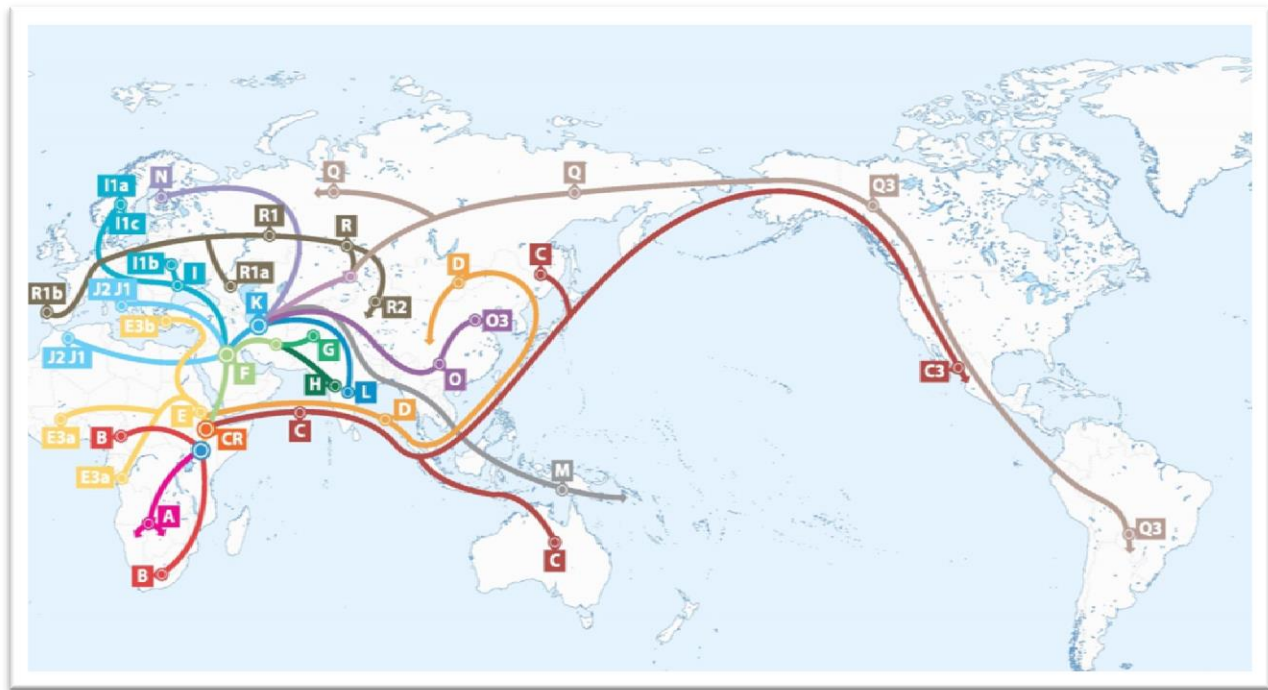 N
Q
Q
I1a
Q3
I1c
R1
R
I1b
I
R1a
D
C
J2 J1
R1b
K
R2
O3
E3b
G
J2 J1
F
O
C3
H
L
E
D
E3a
B
CR
C
M
E3a
A
Q3
C
B